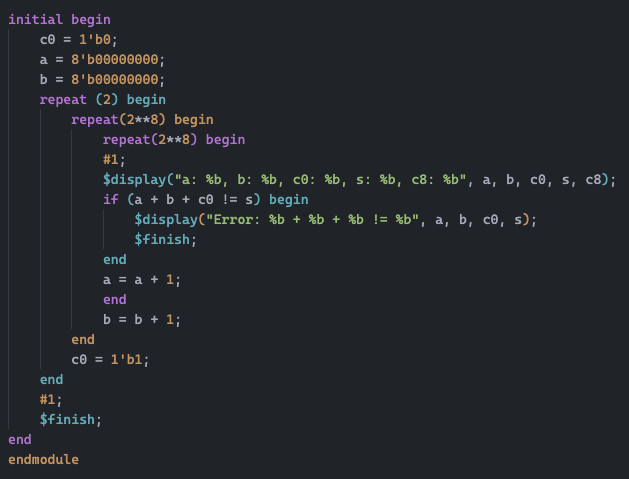 initial begin
    c0 = 1'b0;
    a = 8'b00000000;
    b = 8'b00000000;
    repeat (2) begin
        repeat(2**8) begin
            repeat(2**8) begin
            #1;
            $display("a: %b, b: %b, c0: %b, s: %b, c8: %b", a, b, c0, s, c8);
            if (a + b + c0 != s) begin
                $display("Error: %b + %b + %b != %b", a, b, c0, s);
                $finish;
            end
            a = a + 1;
            end
            b = b + 1;
        end
        c0 = 1'b1;
    end
    #1;
    $finish;
end
endmodule